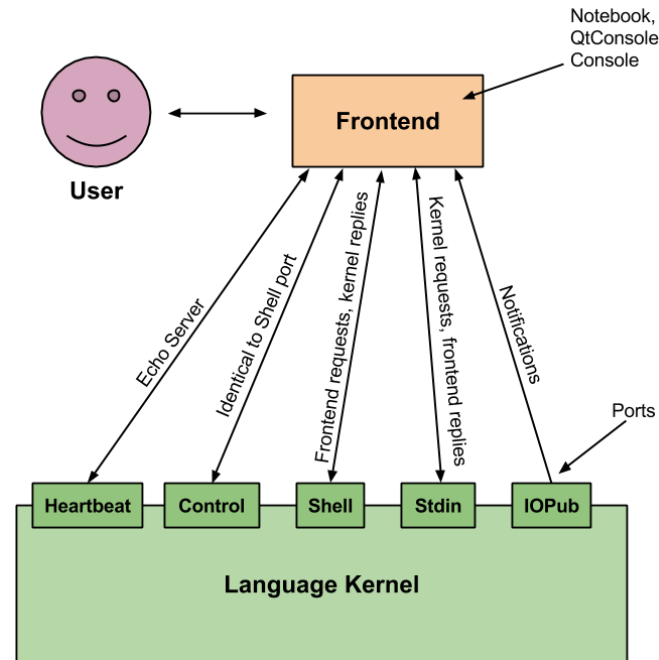 Notebook,
QtConsole
Console
Frontend
User
Echo Server
Identical to Shell port
Frontend requests, kernel replies
Kernel requests, frontend replies
Notifications
Ports
Heartbeat
Control
Shell
Stdin
IOPub
Language Kernel